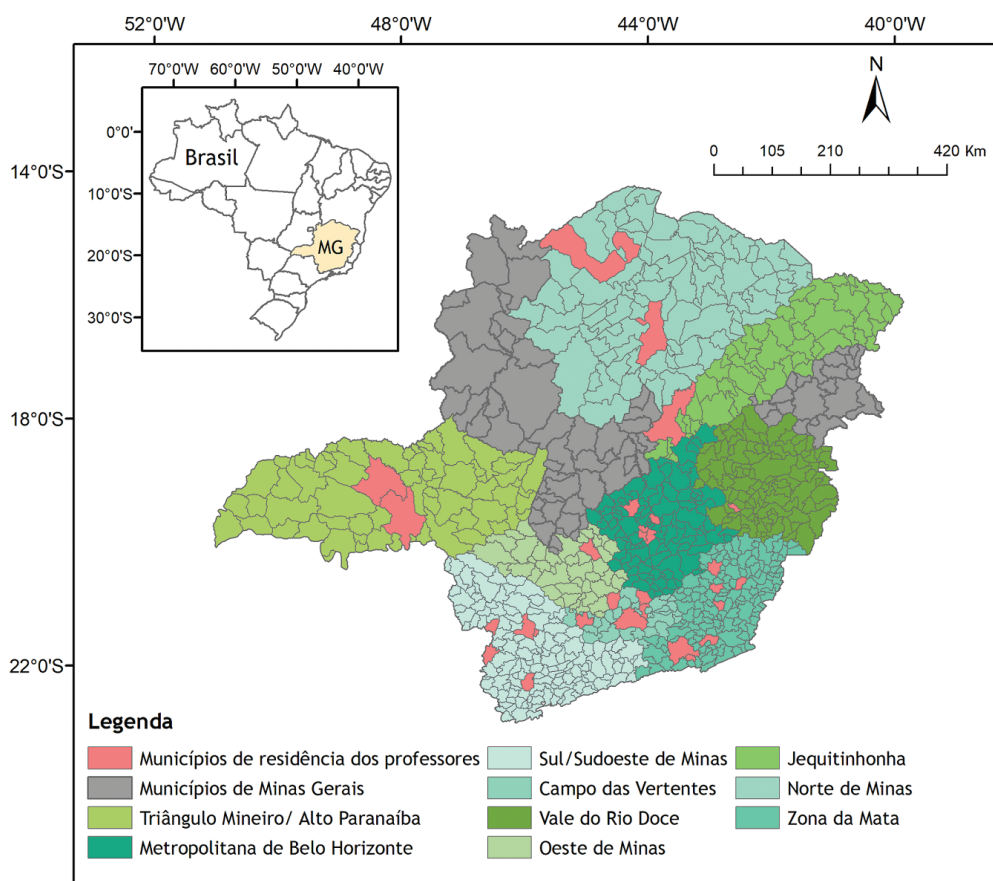 52°0'W 48°0'W 44°0'W 40°0'W
70°0'W 60°0'W 50°0'W 40°0'W
N
0°0'
Brasil
0 105 210 420 Km
14°0'S
10°0'S
MG
20°0'S
30°0'S
18°0'S
22°0'S
Legenda
Municípios de residência dos professores
Municípios de Minas Gerais
Triângulo Mineiro/ Alto Paranaíba
Metropolitana de Belo Horizonte
Sul/Sudoeste de Minas
Campo das Vertentes
Vale do Rio Doce
Oeste de Minas
Jequitinhonha
Norte de Minas
Zona da Mata